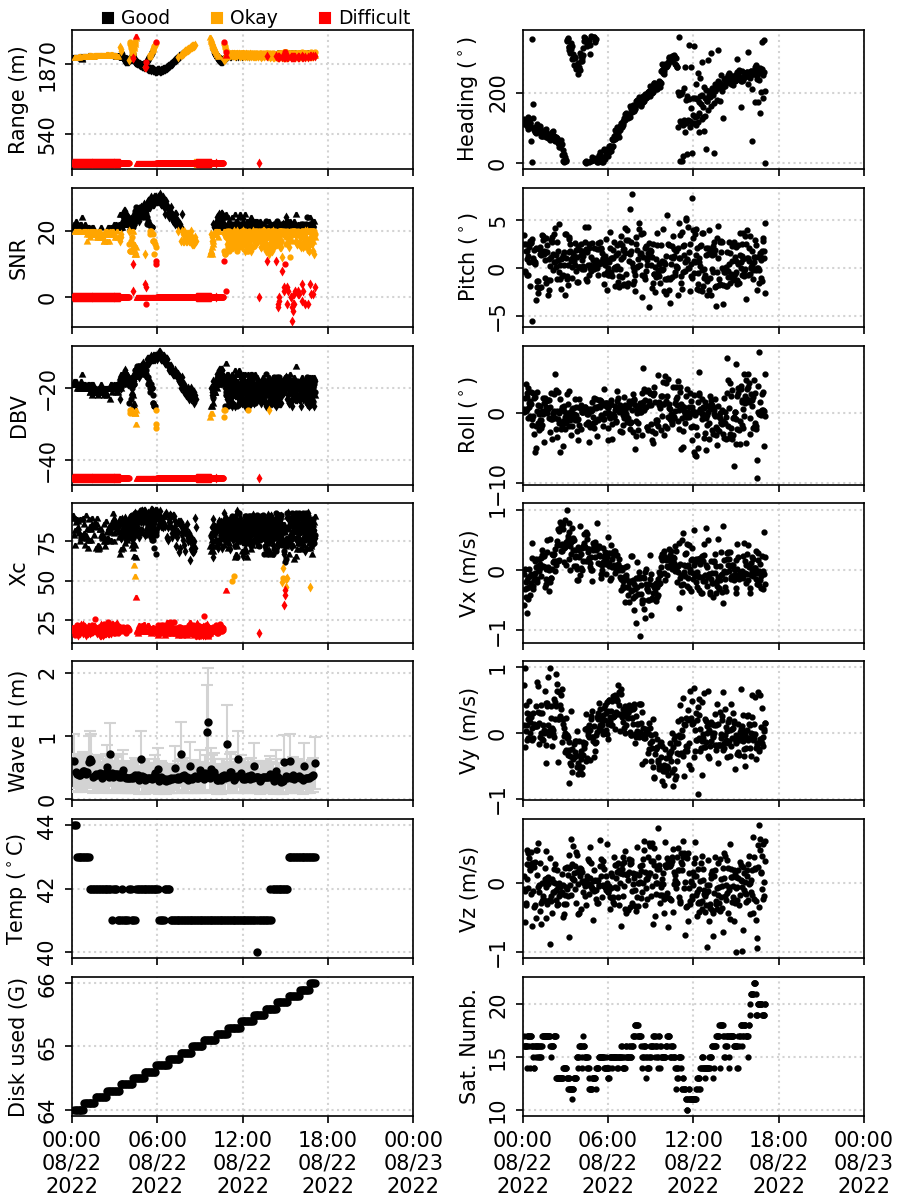 Good Okay Difficult
Range (m)
1870
540
Heading (°)
200
0
SNR
20
0
Pitch (°)
5
0
−5
DBV
−20
−40
Roll (°)
0
−10
Xc
75
50
25
Vx (m/s)
1
0
−1
Wave H (m)
2
1
0
Vy (m/s)
1
0
−1
Temp (°C)
44
42
40
Vz (m/s)
0
−1
Disk used (G)
66
65
64
Sat. Numb.
20
15
10
00:00 06:00 12:00 18:00 00:00
08/22 08/22 08/22 08/22 08/23
2022 2022 2022 2022 2022
00:00 06:00 12:00 18:00 00:00
08/22 08/22 08/22 08/22 08/23
2022 2022 2022 2022 2022